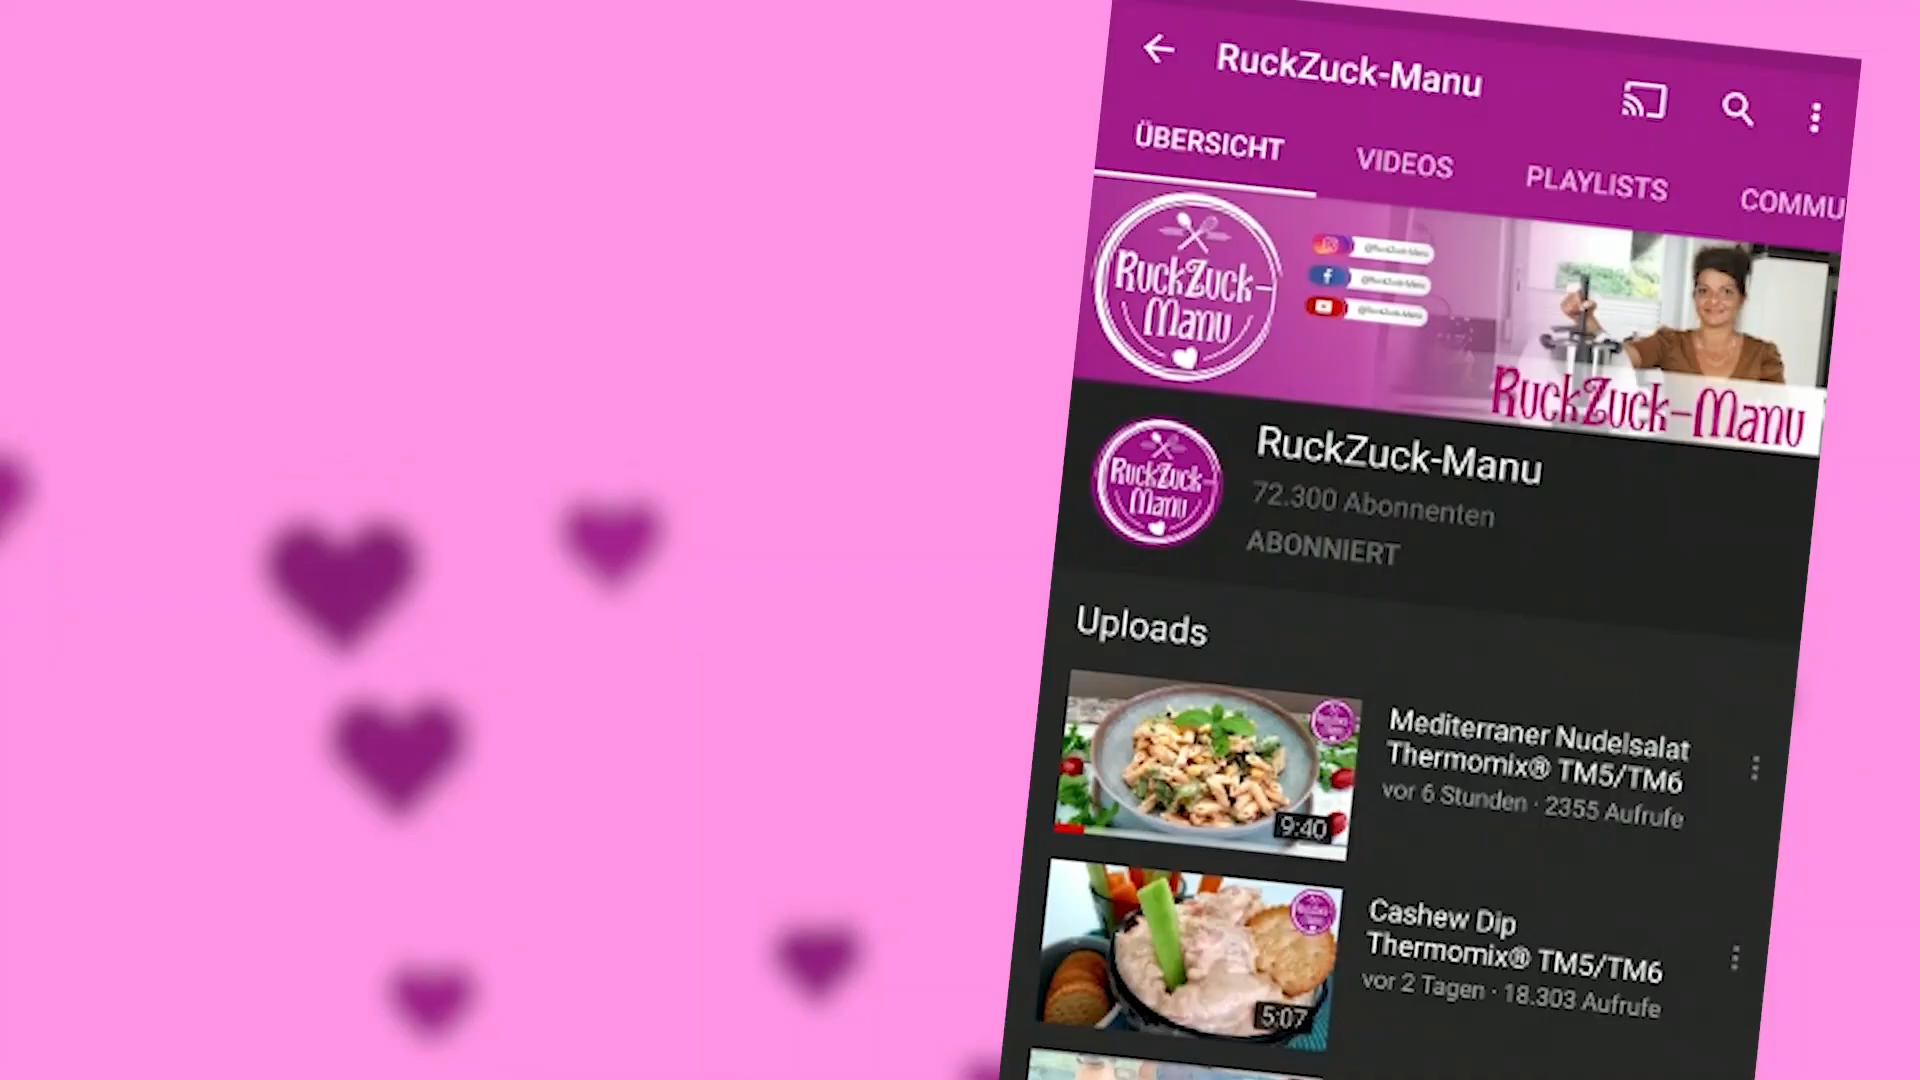 RuckZuck-Manu
ÜBERSICHT
VIDEOS
PLAYLISTS
COMMU
RuckZuck-
Manu
RuckZuck-Manu
RuckZuck-
Manu
RuckZuck-Manu
72.300 Abonnenten
ABONNIERT
Uploads
Mediterraner Nudelsalat
Thermomix® TM5/TM6
vor 6 Stunden · 2355 Aufrufe
9:40
Cashew Dip
Thermomix® TM5/TM6
vor 2 Tagen · 18.303 Aufrufe
5:07